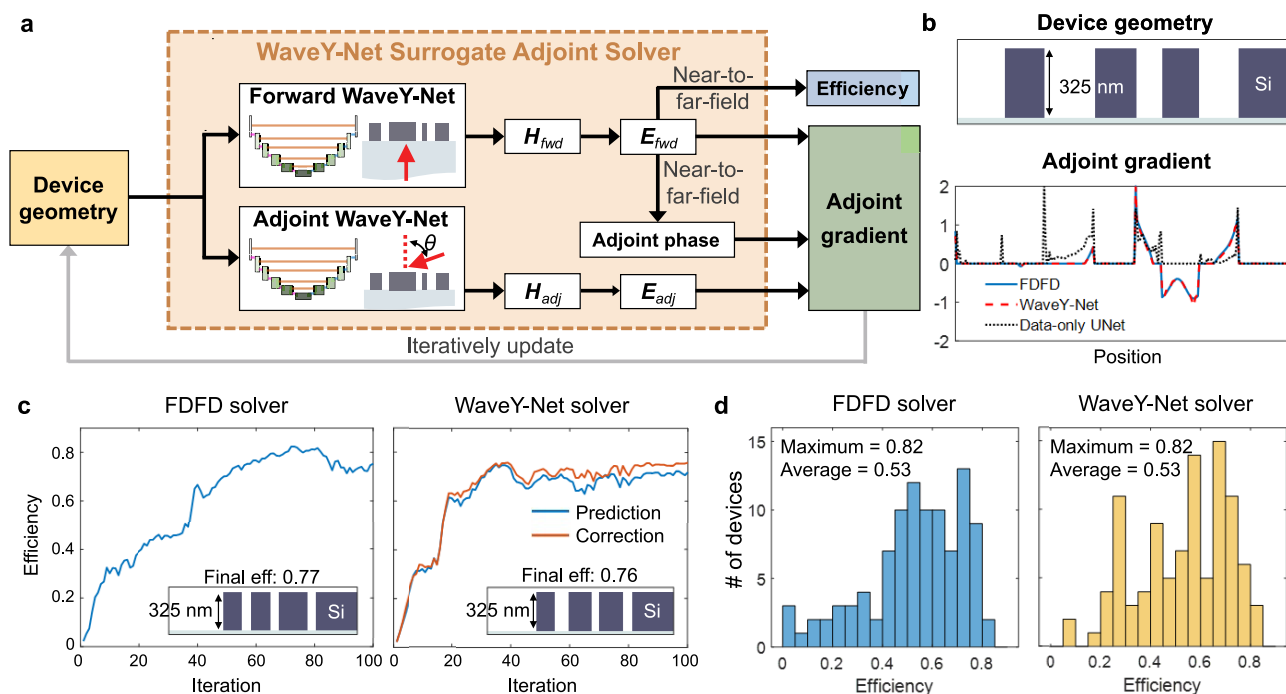 a
WaveY-Net Surrogate Adjoint Solver
Device
geometry
Forward WaveY-Net
Adjoint WaveY-Net
θ
H_fwd
E_fwd
Near-to-
far-field
Near-to-
far-field
Adjoint phase
H_adj
E_adj
Efficiency
Adjoint
gradient
Iteratively update
b
Device geometry
325 nm
Si
Adjoint gradient
2
1
0
-1
-2
FDFD
WaveY-Net
Data-only UNet
Position
c
FDFD solver
WaveY-Net solver
Efficiency
0.8
0.6
0.4
0.2
0
Final eff: 0.77
325 nm
Si
0 20 40 60 80 100
Iteration
Prediction
Correction
Final eff: 0.76
325 nm
Si
0 20 40 60 80 100
Iteration
d
FDFD solver
WaveY-Net solver
# of devices
15
10
5
0
Maximum = 0.82
Average = 0.53
0 0.2 0.4 0.6 0.8
Efficiency
Maximum = 0.82
Average = 0.53
0 0.2 0.4 0.6 0.8
Efficiency